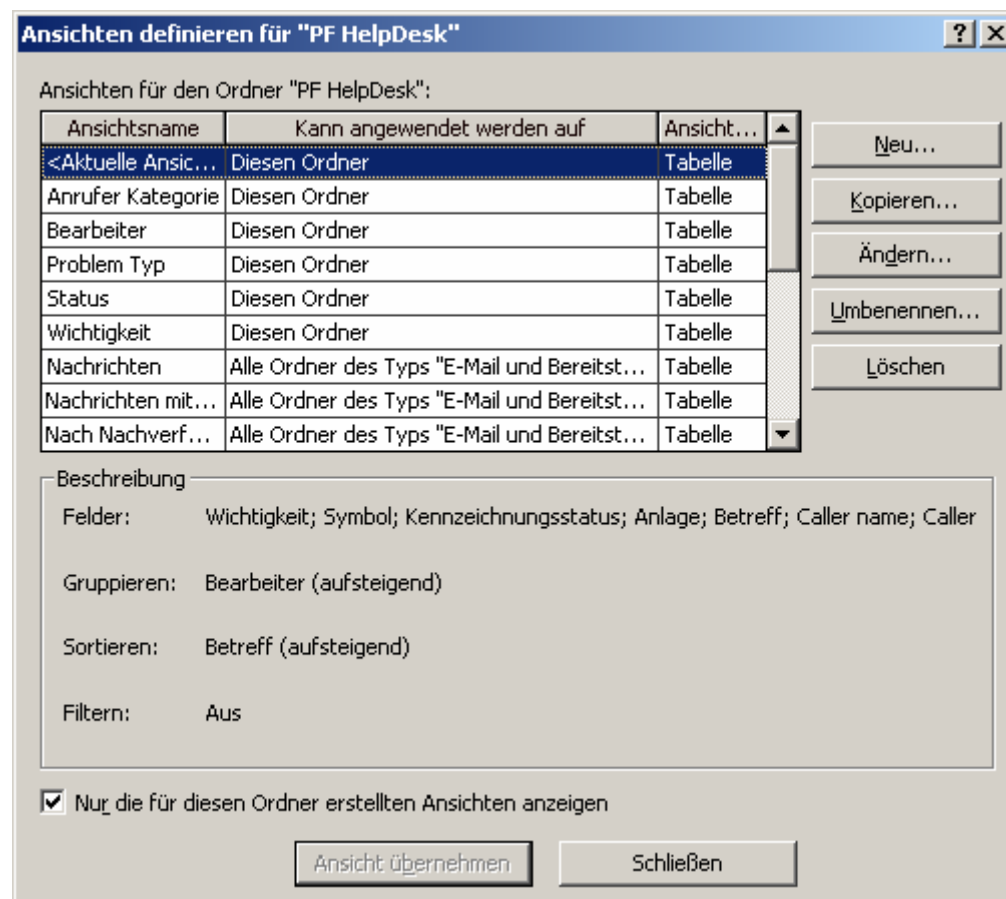 Ansichten definieren für "PF HelpDesk"
Ansichten für den Ordner "PF HelpDesk":
Ansichtsname Kann angewendet werden auf Ansicht...
<Aktuelle Ansic... Diesen Ordner Tabelle
Anrufer Kategorie Diesen Ordner Tabelle
Bearbeiter Diesen Ordner Tabelle
Problem Typ Diesen Ordner Tabelle
Status Diesen Ordner Tabelle
Wichtigkeit Diesen Ordner Tabelle
Nachrichten Alle Ordner des Typs "E-Mail und Bereitst... Tabelle
Nachrichten mit... Alle Ordner des Typs "E-Mail und Bereitst... Tabelle
Nach Nachverf... Alle Ordner des Typs "E-Mail und Bereitst... Tabelle
Neu...
Kopieren...
Ändern...
Umbenennen...
Löschen
Beschreibung
Felder: Wichtigkeit; Symbol; Kennzeichnungsstatus; Anlage; Betreff; Caller name; Caller
Gruppieren: Bearbeiter (aufsteigend)
Sortieren: Betreff (aufsteigend)
Filtern: Aus
Nur die für diesen Ordner erstellten Ansichten anzeigen
Ansicht übernehmen Schließen